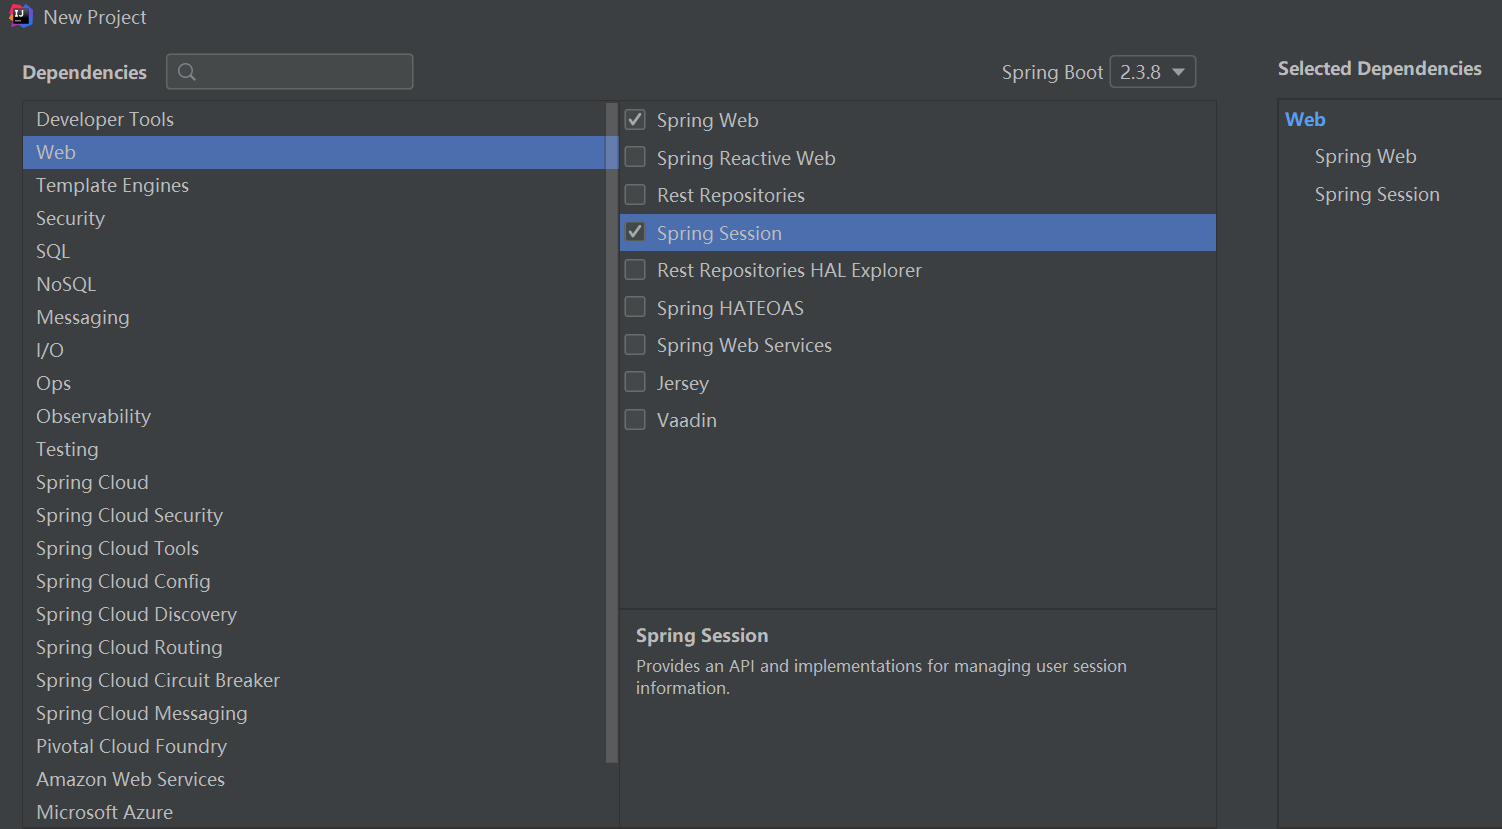 IJ
New Project
Dependencies
Spring Boot 2.3.8
Selected Dependencies
Developer Tools
Web
Template Engines
Security
SQL
NoSQL
Messaging
I/O
Ops
Observability
Testing
Spring Cloud
Spring Cloud Security
Spring Cloud Tools
Spring Cloud Config
Spring Cloud Discovery
Spring Cloud Routing
Spring Cloud Circuit Breaker
Spring Cloud Messaging
Pivotal Cloud Foundry
Amazon Web Services
Microsoft Azure
Spring Web
Spring Reactive Web
Rest Repositories
Spring Session
Rest Repositories HAL Explorer
Spring HATEOAS
Spring Web Services
Jersey
Vaadin
Spring Session
Provides an API and implementations for managing user session
information.
Web
Spring Web
Spring Session